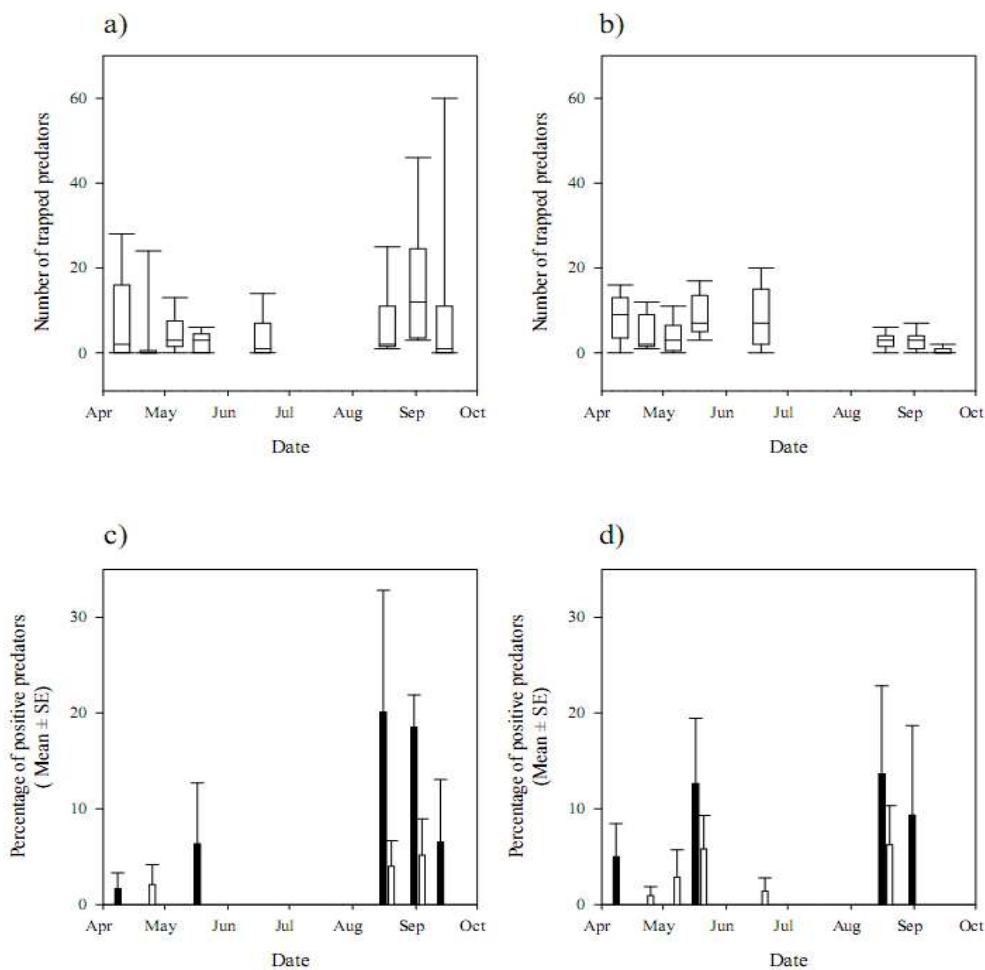 a)
Number of trapped predators
60
40
20
0
Apr May Jun Jul Aug Sep Oct
Date
b)
Number of trapped predators
60
40
20
0
Apr May Jun Jul Aug Sep Oct
Date
c)
Percentage of positive predators
( Mean ± SE)
30
20
10
0
Apr May Jun Jul Aug Sep Oct
Date
d)
Percentage of positive predators
(Mean ± SE)
30
20
10
0
Apr May Jun Jul Aug Sep Oct
Date